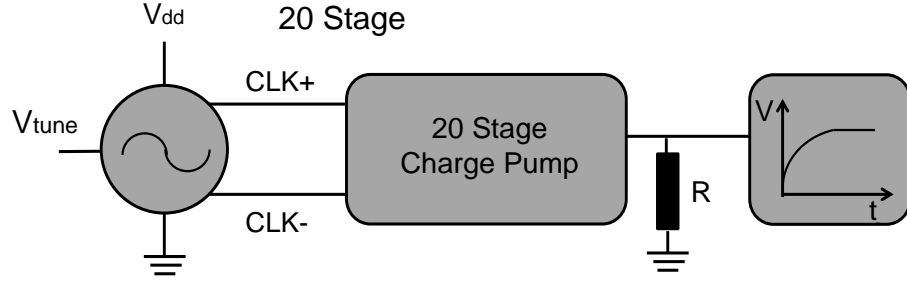 20 Stage
Vdd
CLK+
Vtune
20 Stage
Charge Pump
V
R
t
CLK-